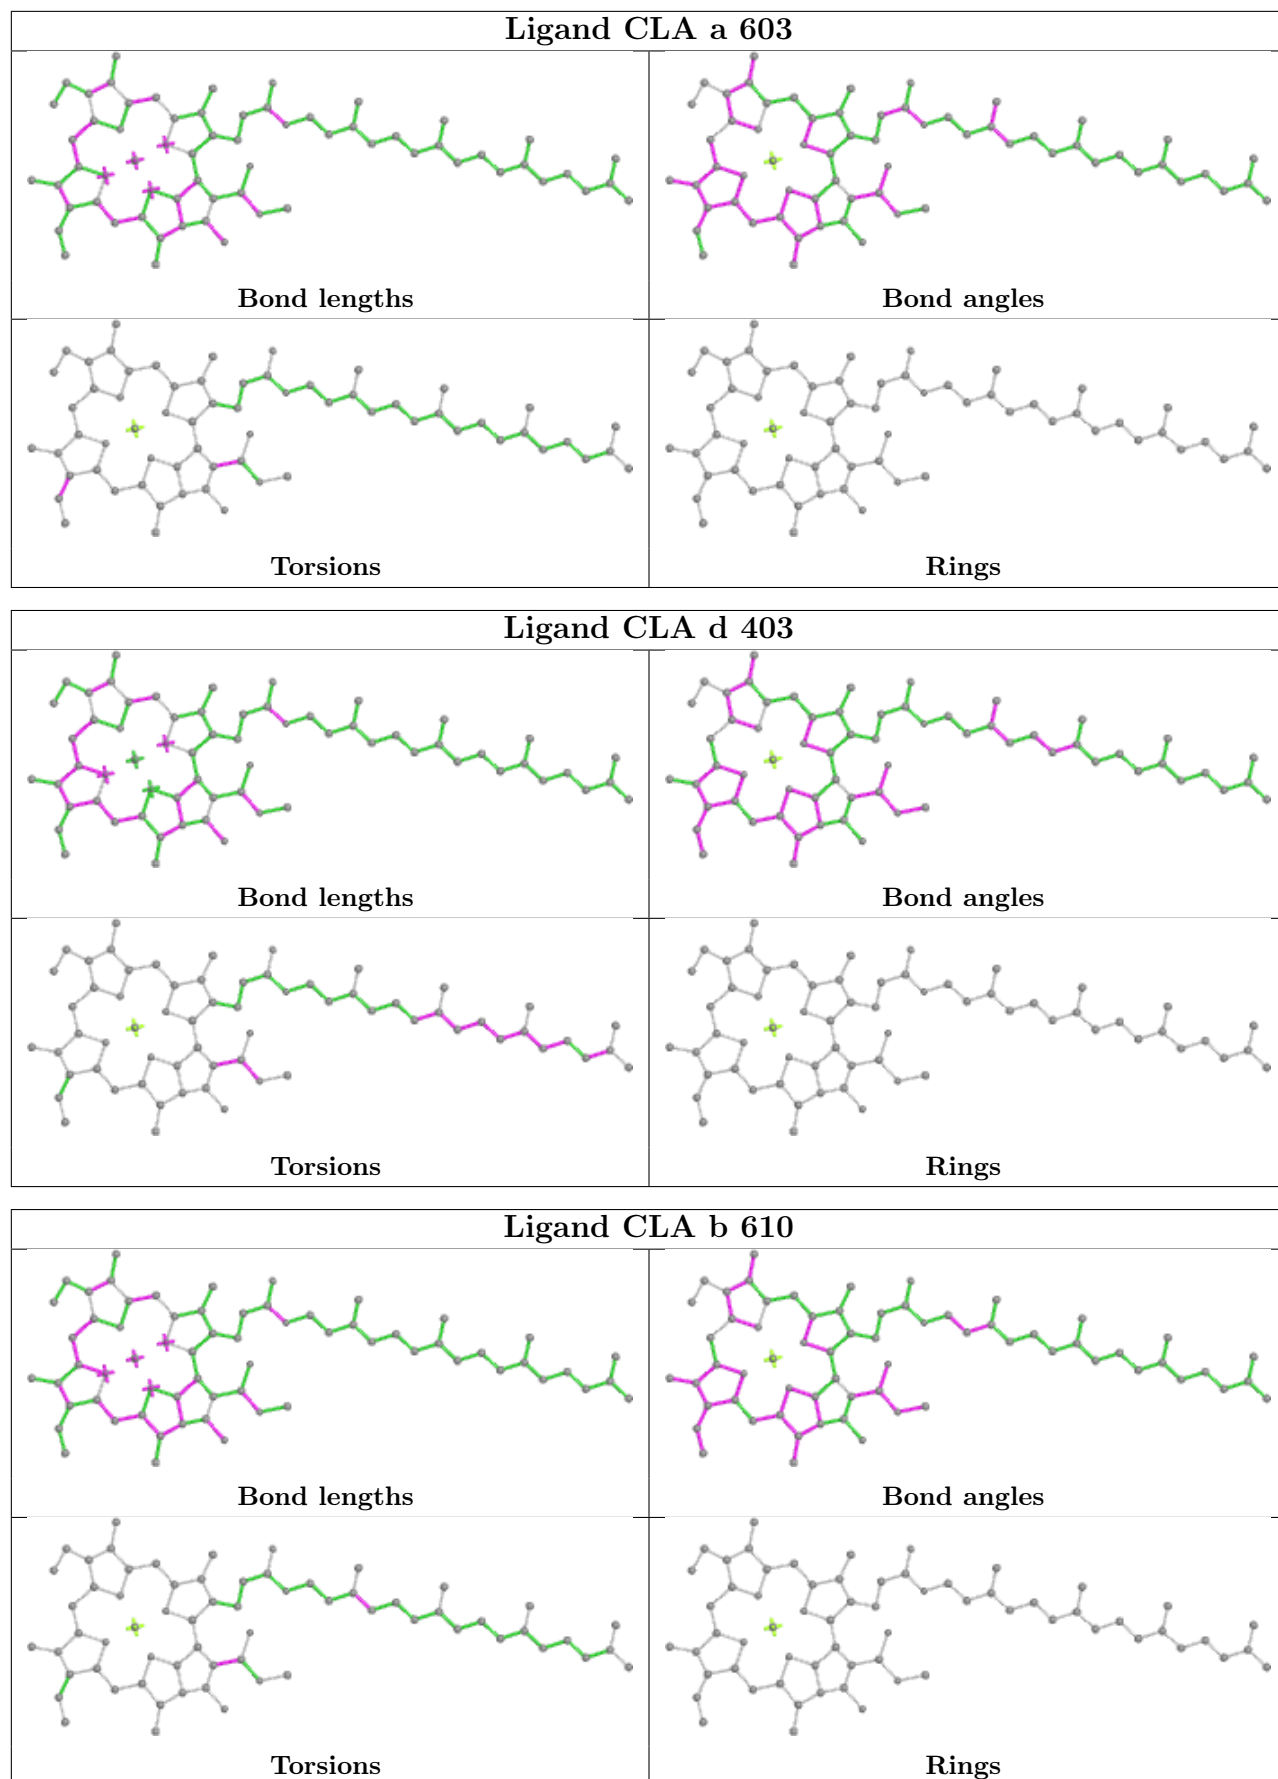 Ligand CLA a 603
Bond lengths
Bond angles
Torsions
Rings
Ligand CLA d 403
Bond lengths
Bond angles
Torsions
Rings
Ligand CLA b 610
Bond lengths
Bond angles
Torsions
Rings